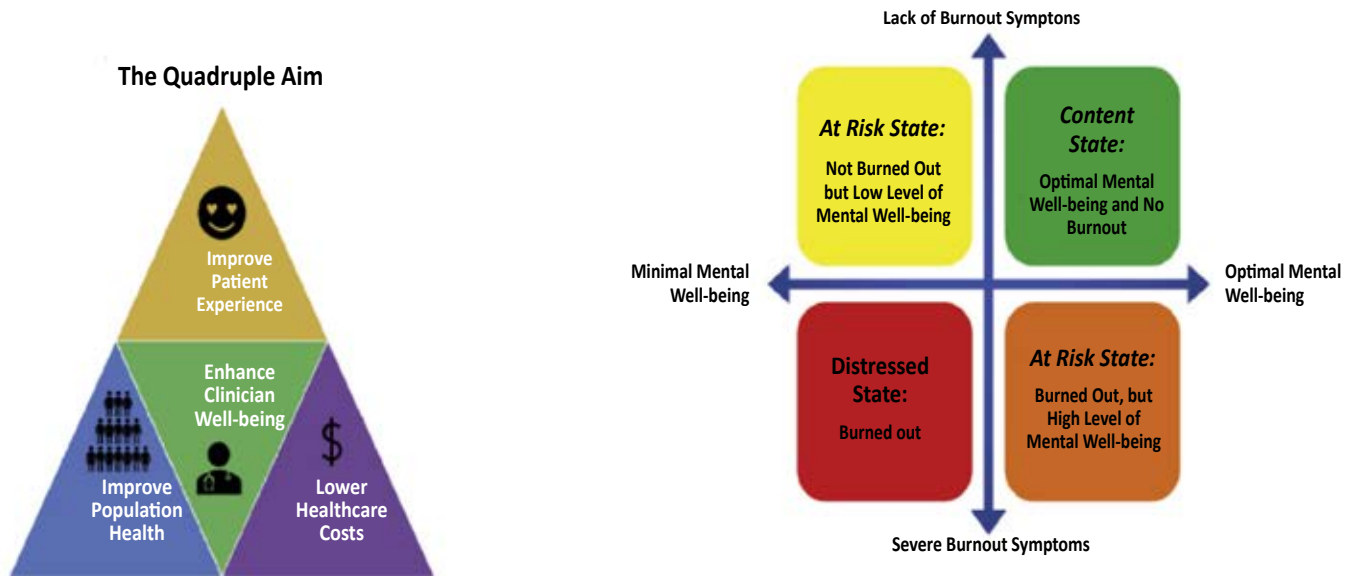 The Quadruple Aim
Improve
Patient
Experience
Enhance
Clinician
Well-being
Improve
Population
Health
$
Lower
Healthcare
Costs
Lack of Burnout Symptons
At Risk State:
Not Burned Out
but Low Level of
Mental Well-being
Content
State:
Optimal Mental
Well-being and No
Burnout
Minimal Mental
Well-being
Optimal Mental
Well-being
Distressed
State:
Burned out
At Risk State:
Burned Out, but
High Level of
Mental Well-being
Severe Burnout Symptoms